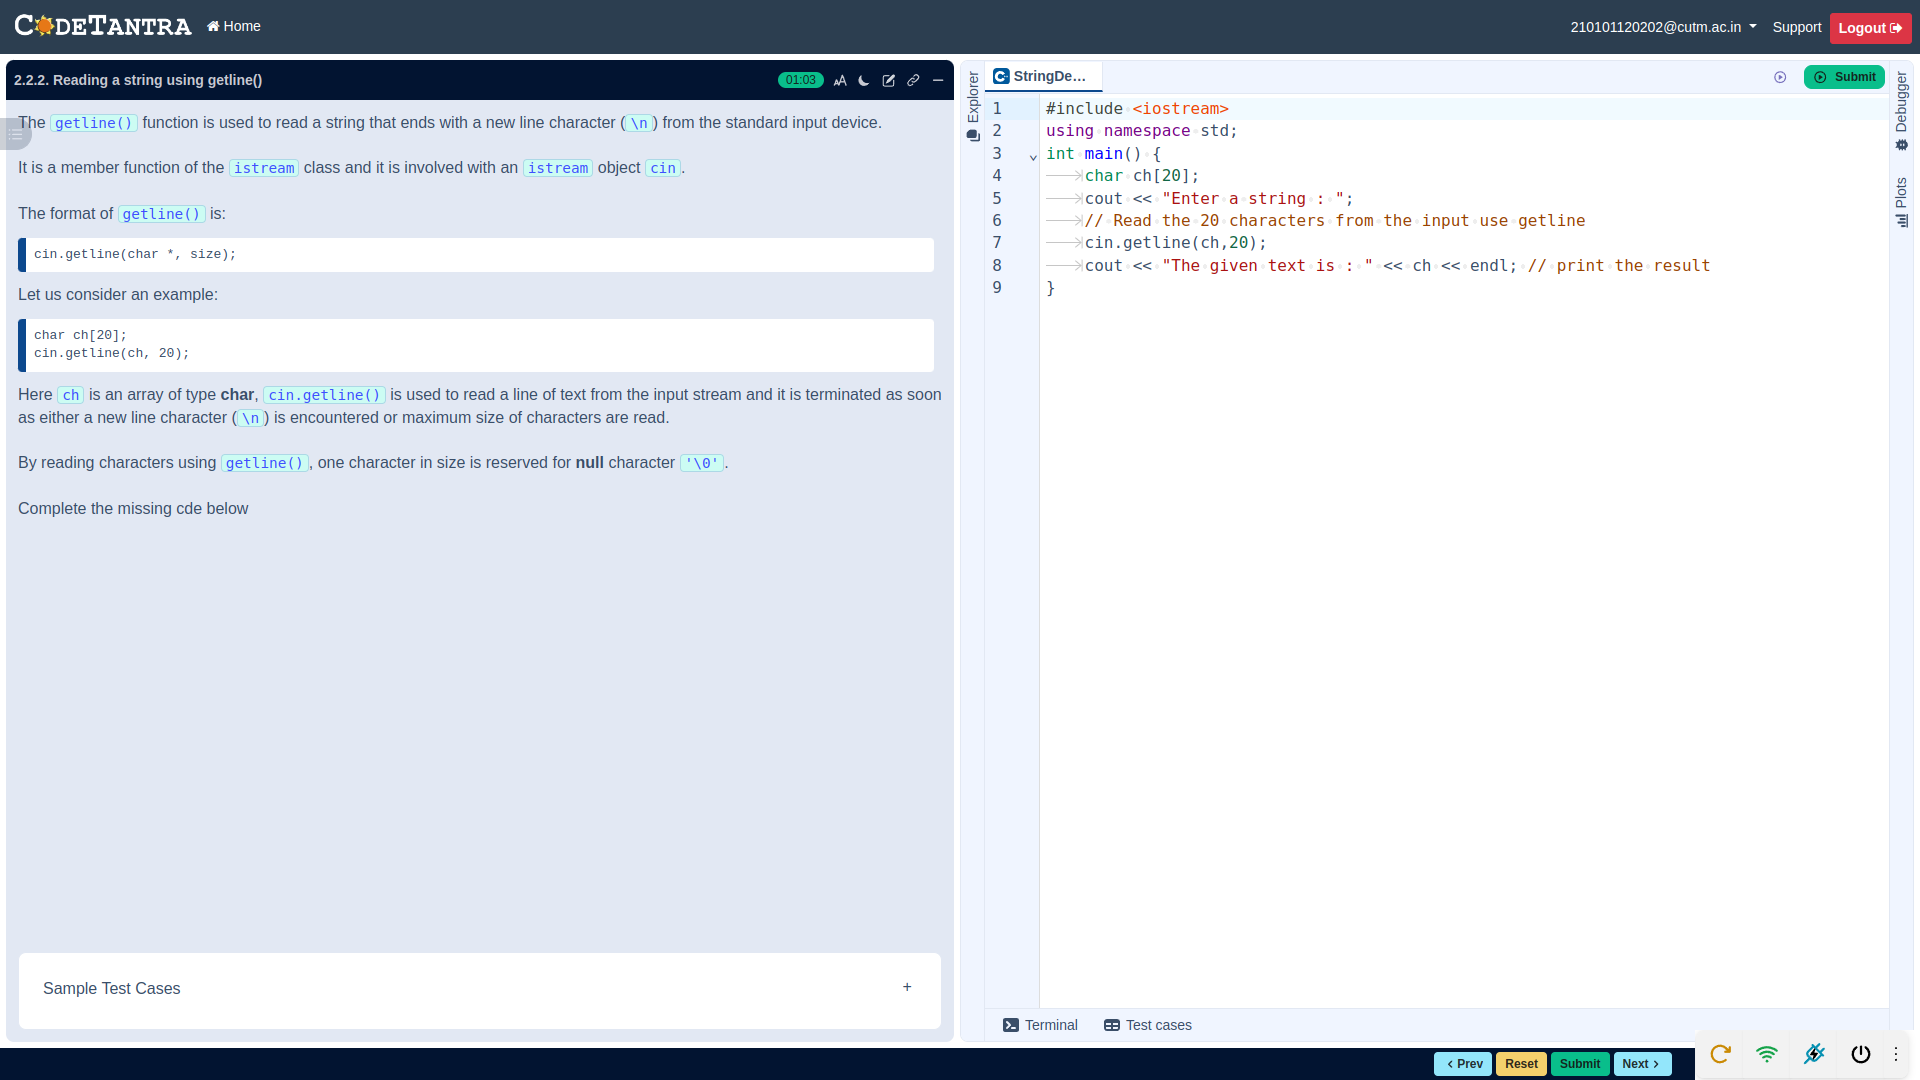 CODETANTRA Home 210101120202@cutm.ac.in Support Logout
2.2.2. Reading a string using getline() 01:03
The getline() function is used to read a string that ends with a new line character (\n) from the standard input device.
It is a member function of the istream class and it is involved with an istream object cin.
The format of getline() is:
cin.getline(char *, size);
Let us consider an example:
char ch[20];
cin.getline(ch, 20);
Here ch is an array of type char, cin.getline() is used to read a line of text from the input stream and it is terminated as soon
as either a new line character (\n) is encountered or maximum size of characters are read.
By reading characters using getline(), one character in size is reserved for null character '\0'.
Complete the missing cde below
Sample Test Cases +
Explorer
StringDe...
Submit
1 #include <iostream>
2 using namespace std;
3 int main() {
4 char ch[20];
5 cout << "Enter a string : ";
6 // Read the 20 characters from the input use getline
7 cin.getline(ch,20);
8 cout << "The given text is : " << ch << endl; // print the result
9 }
Debugger
Plots
Terminal Test cases
Prev Reset Submit Next